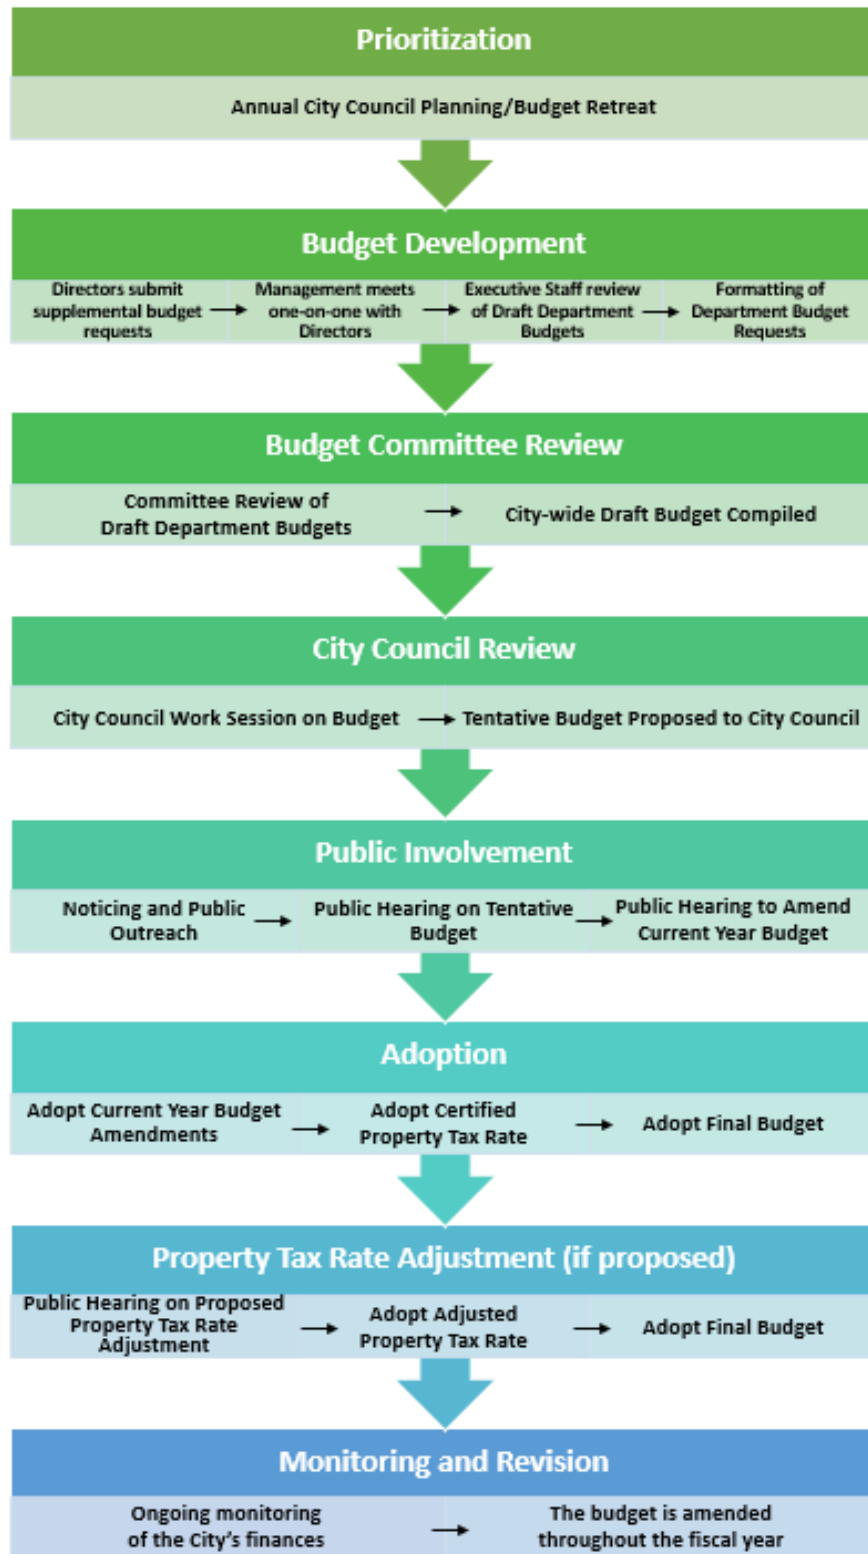 Prioritization
Annual City Council Planning/Budget Retreat
Budget Development
Directors submit
supplemental budget
requests
Management meets
one-on-one with
Directors
Executive Staff review
of Draft Department
Budgets
Formatting of
Department Budget
Requests
Budget Committee Review
Committee Review of
Draft Department Budgets
City-wide Draft Budget Compiled
City Council Review
City Council Work Session on Budget
Tentative Budget Proposed to City Council
Public Involvement
Noticing and Public
Outreach
Public Hearing on Tentative
Budget
Public Hearing to Amend
Current Year Budget
Adoption
Adopt Current Year Budget
Amendments
Adopt Certified
Property Tax Rate
Adopt Final Budget
Property Tax Rate Adjustment (if proposed)
Public Hearing on Proposed
Property Tax Rate
Adjustment
Adopt Adjusted
Property Tax Rate
Adopt Final Budget
Monitoring and Revision
Ongoing monitoring
of the City's finances
The budget is amended
throughout the fiscal year